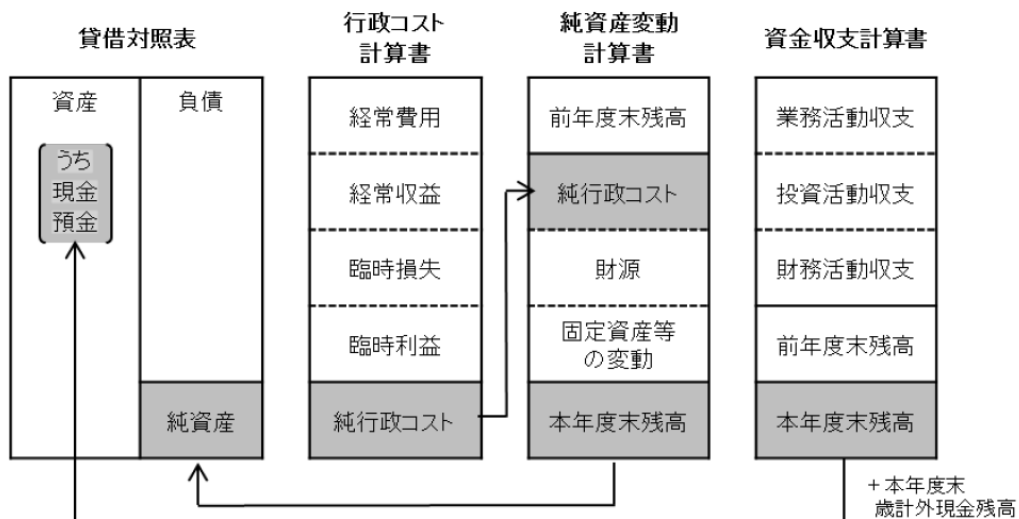 貸借対照表
資産
うち
現金
預金
負債
純資産
行政コスト
計算書
経常費用
経常収益
臨時損失
臨時利益
純行政コスト
純資産変動
計算書
前年度末残高
純行政コスト
財源
固定資産等
の変動
本年度末残高
資金収支計算書
業務活動収支
投資活動収支
財務活動収支
前年度末残高
本年度末残高
+本年度末
歳計外現金残高